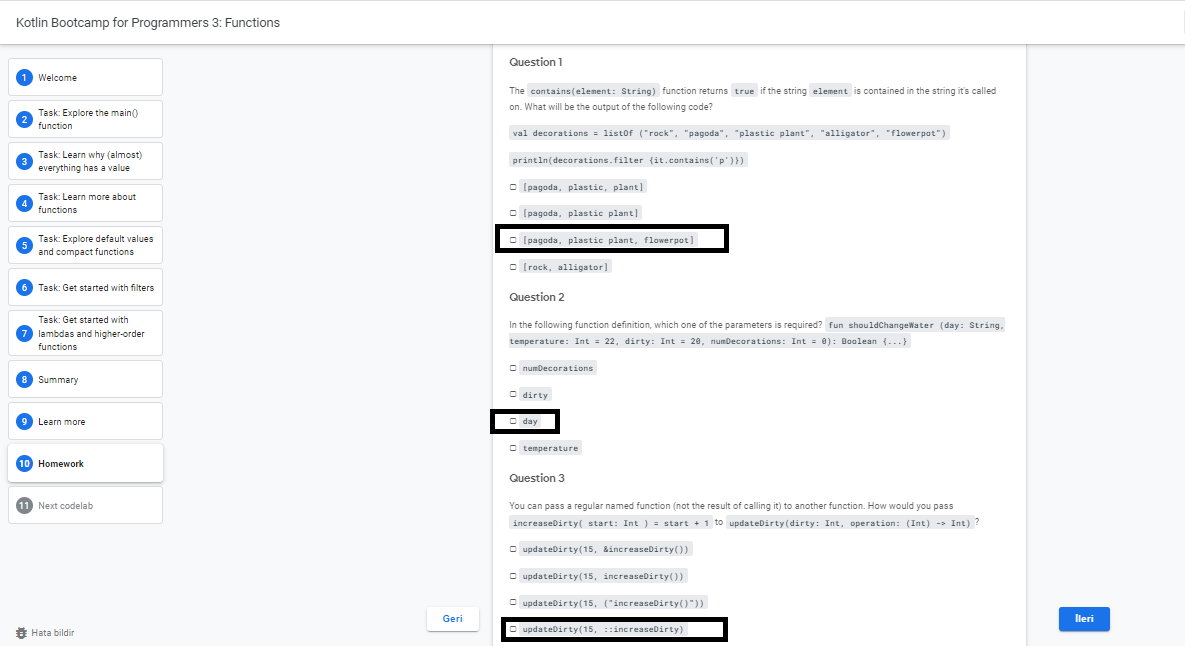 Kotlin Bootcamp for Programmers 3: Functions
1 Welcome
2 Task: Explore the main()
function
3 Task: Learn why (almost)
everything has a value
4 Task: Learn more about
functions
5 Task: Explore default values
and compact functions
6 Task: Get started with filters
7 Task: Get started with
lambdas and higher-order
functions
8 Summary
9 Learn more
10 Homework
11 Next codelab
Hata bildir
Question 1
The contains(element: String) function returns true if the string element is contained in the string it's called
on. What will be the output of the following code?
val decorations = listOf ("rock", "pagoda", "plastic plant", "alligator", "flowerpot")
println(decorations.filter {it.contains('p')})
[pagoda, plastic, plant]
[pagoda, plastic plant]
[pagoda, plastic plant, flowerpot]
[rock, alligator]
Question 2
In the following function definition, which one of the parameters is required? fun shouldChangeWater (day: String,
temperature: Int = 22, dirty: Int = 20, numDecorations: Int = 0): Boolean {...}
numDecorations
dirty
day
temperature
Question 3
You can pass a regular named function (not the result of calling it) to another function. How would you pass
increaseDirty( start: Int ) = start + 1 to updateDirty(dirty: Int, operation: (Int) -> Int) ?
updateDirty(15, &increaseDirty())
updateDirty(15, increaseDirty())
updateDirty(15, ("increaseDirty()"))
updateDirty(15, ::increaseDirty)
Geri
İleri